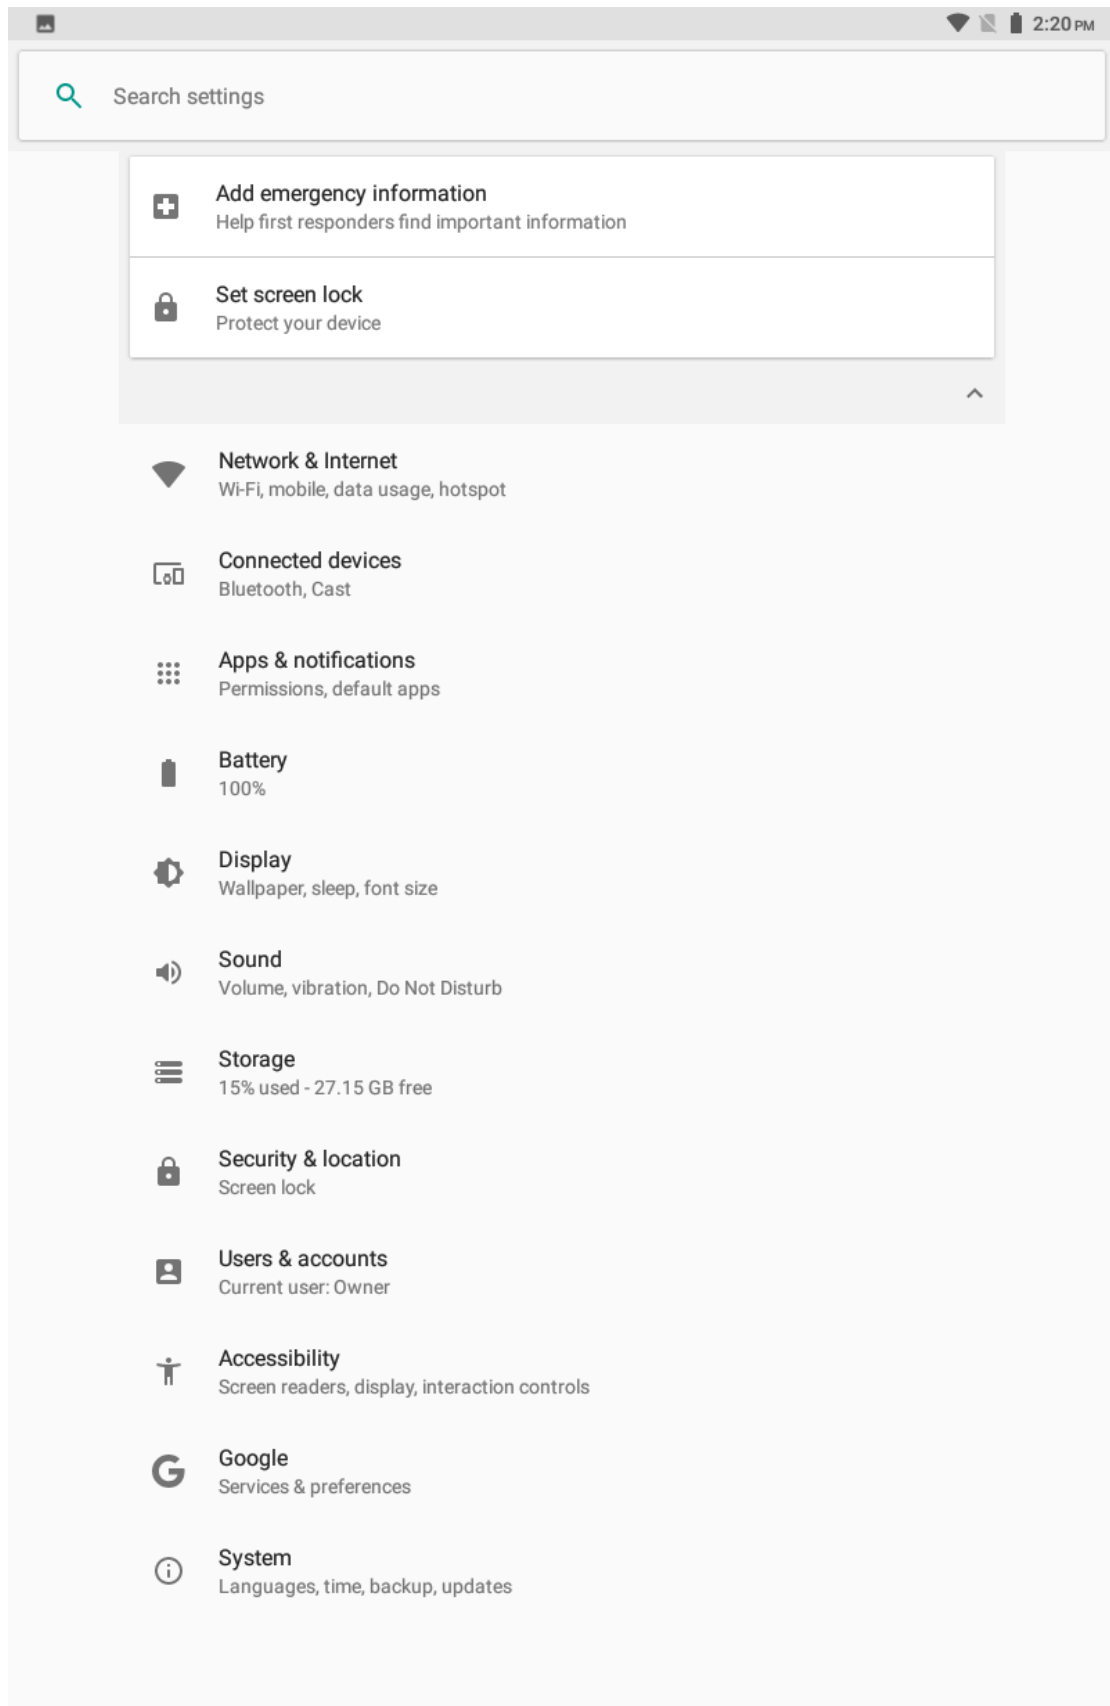 2:20 PM
Search settings
Add emergency information
Help first responders find important information
Set screen lock
Protect your device
Network & Internet
Wi-Fi, mobile, data usage, hotspot
Connected devices
Bluetooth, Cast
Apps & notifications
Permissions, default apps
Battery
100%
Display
Wallpaper, sleep, font size
Sound
Volume, vibration, Do Not Disturb
Storage
15% used - 27.15 GB free
Security & location
Screen lock
Users & accounts
Current user: Owner
Accessibility
Screen readers, display, interaction controls
Google
Services & preferences
System
Languages, time, backup, updates